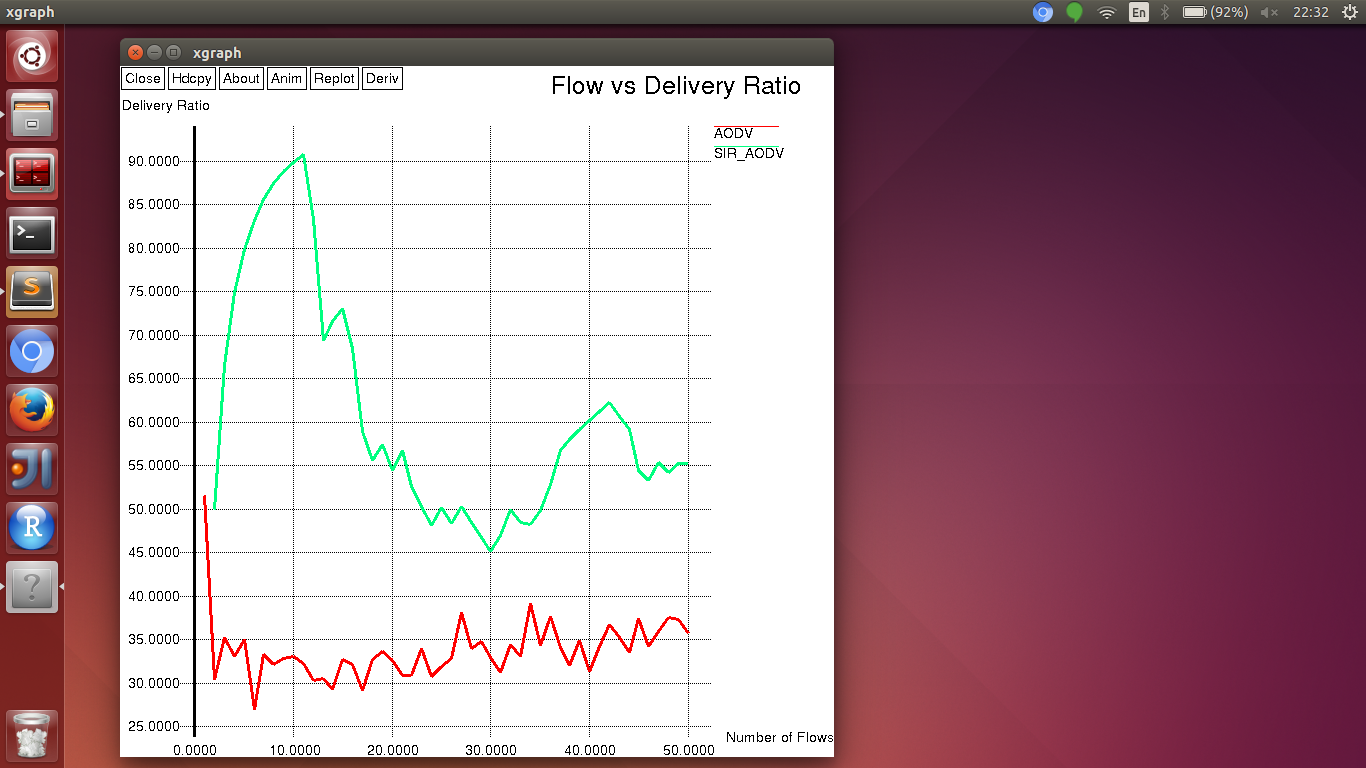 xgraph
En
(92%)
22:32
xgraph
Close Hdcpy About Anim Replot Deriv
Flow vs Delivery Ratio
Delivery Ratio
AODV
SIR_AODV
90.0000
85.0000
80.0000
75.0000
70.0000
65.0000
60.0000
55.0000
50.0000
45.0000
40.0000
35.0000
30.0000
25.0000
Number of Flows
0.0000 10.0000 20.0000 30.0000 40.0000 50.0000
>_
S
JI
R
?